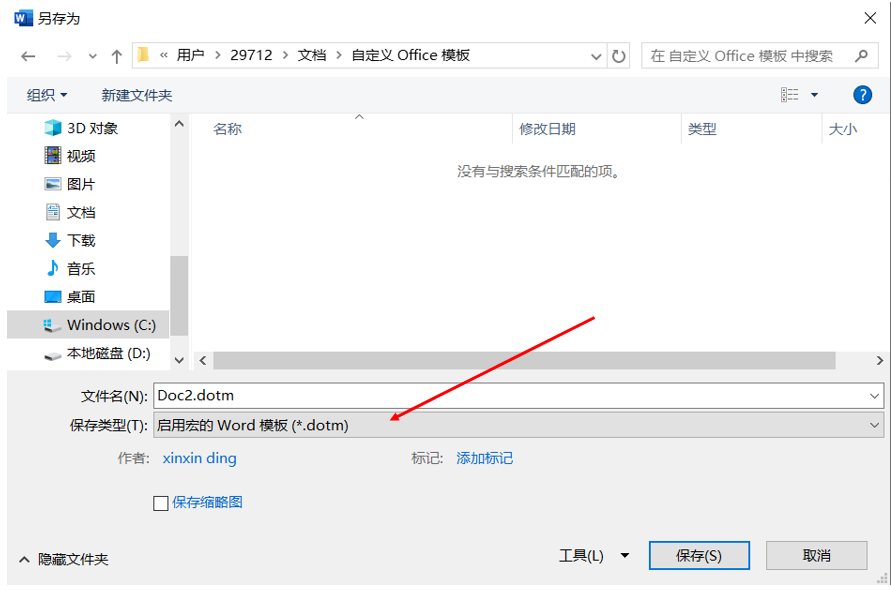 另存为
« 用户 › 29712 › 文档 › 自定义 Office 模板
在 自定义 Office 模板 中搜索
组织 新建文件夹
名称 修改日期 类型 大小
没有与搜索条件匹配的项。
3D 对象
视频
图片
文档
下载
音乐
桌面
Windows (C:)
本地磁盘 (D:)
文件名(N): Doc2.dotm
保存类型(T): 启用宏的 Word 模板 (*.dotm)
作者: xinxin ding 标记: 添加标记
保存缩略图
隐藏文件夹 工具(L) 保存(S) 取消